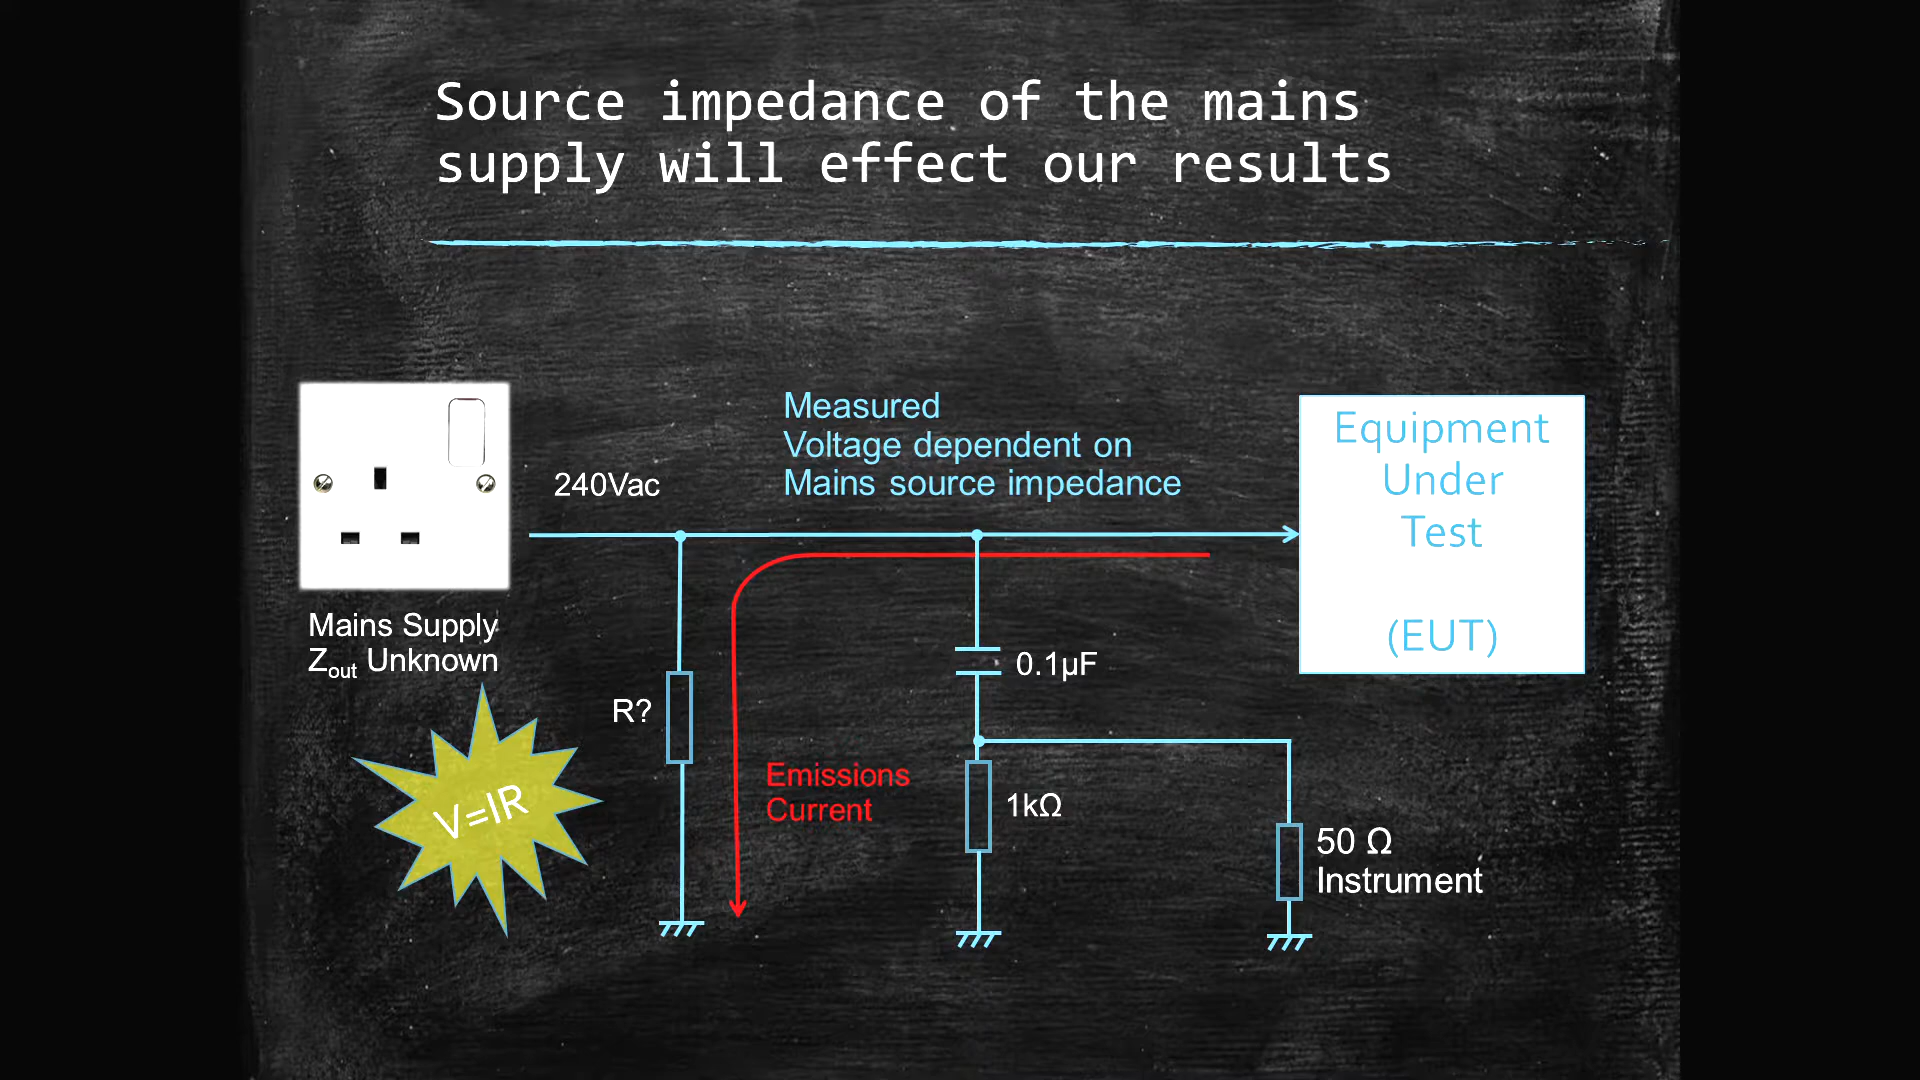 Source impedance of the mains
supply will effect our results
Measured
Voltage dependent on
Mains source impedance
240Vac
Equipment
Under
Test
(EUT)
Mains Supply
Zout Unknown
0.1µF
R?
V=IR
Emissions
Current
1kΩ
50 Ω
Instrument